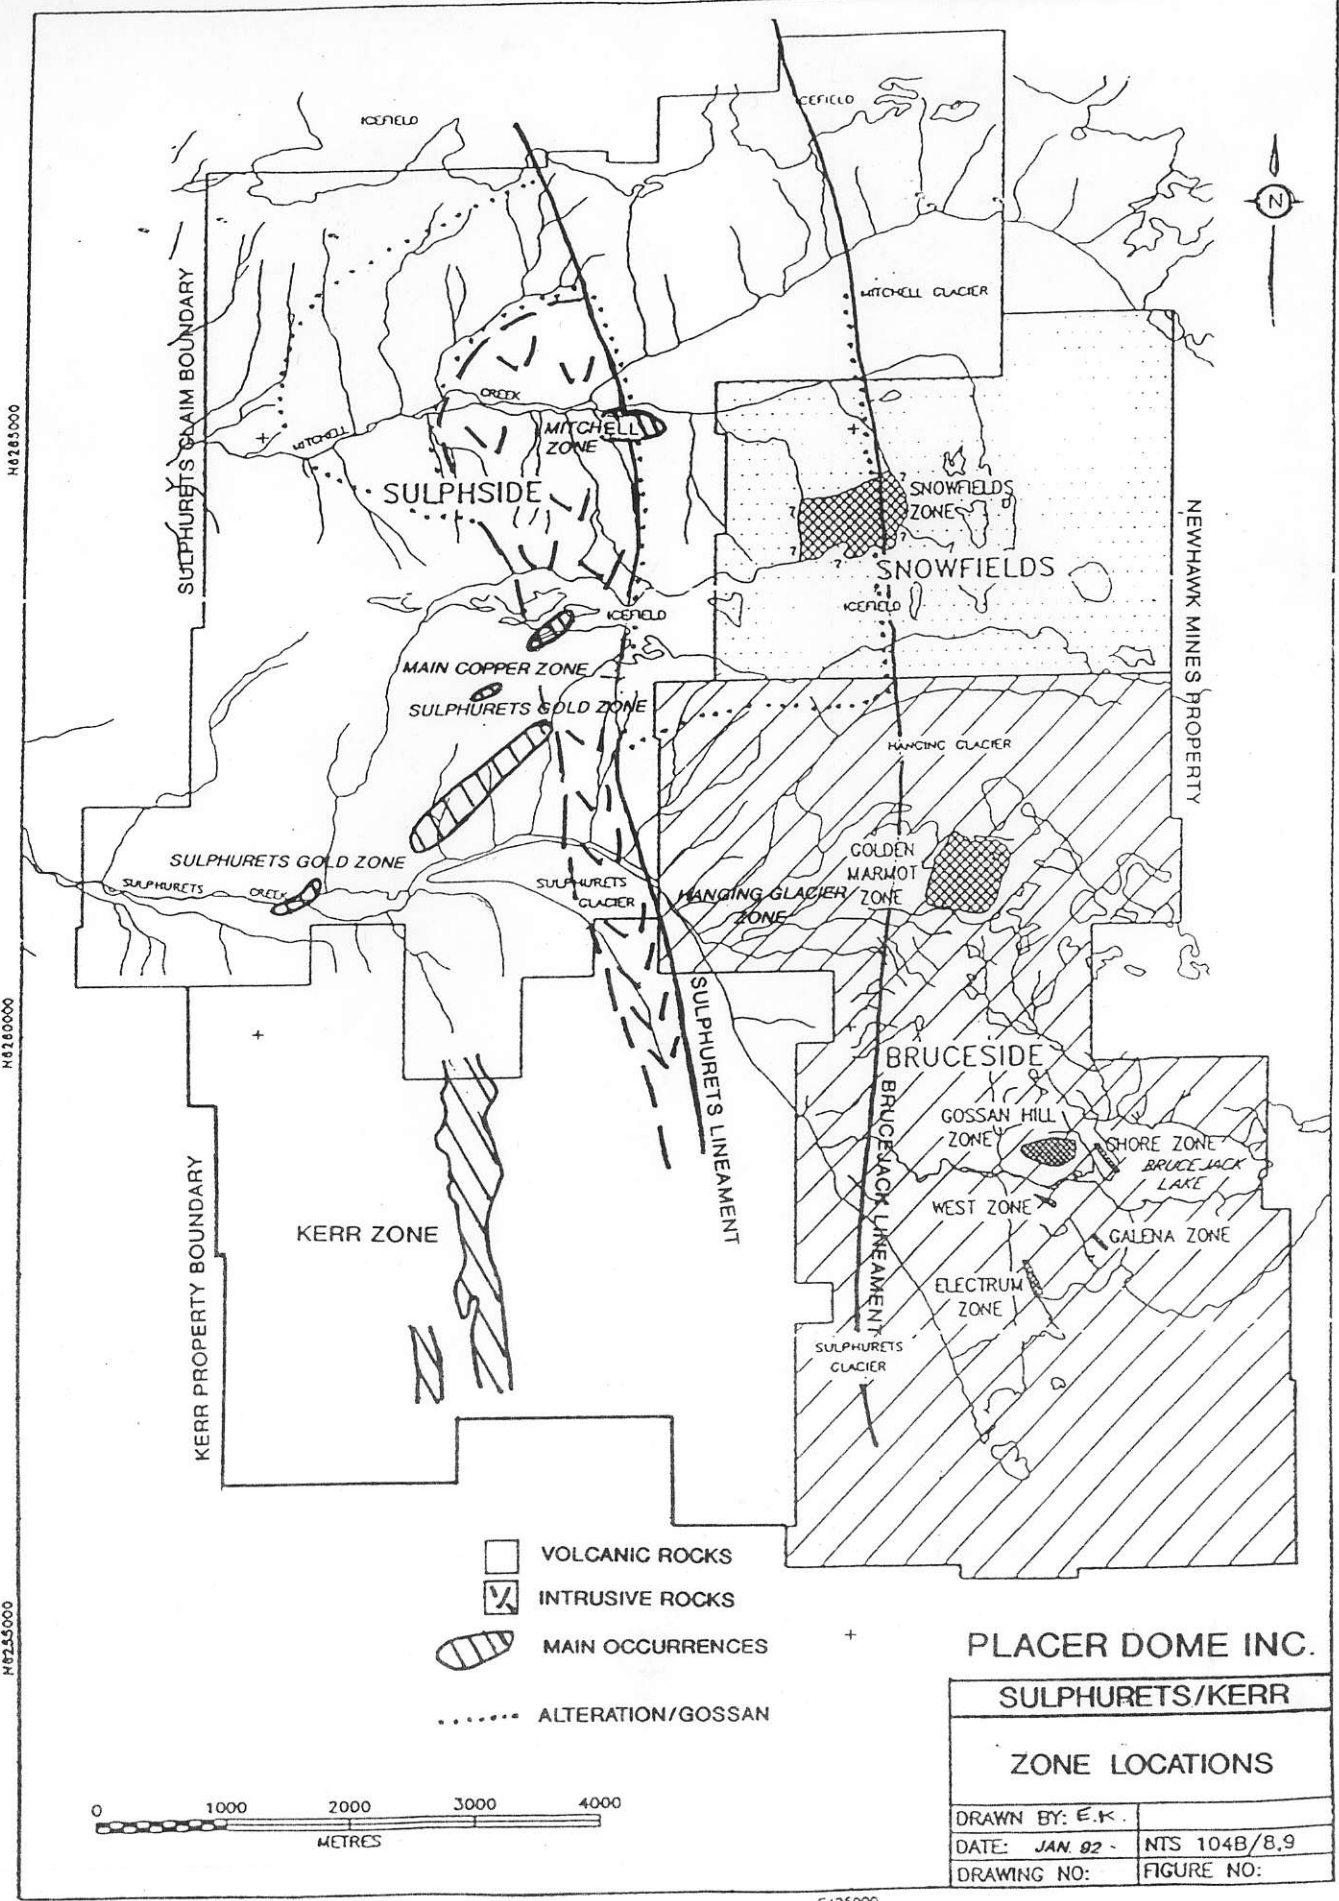 ICEFIELD
CEFIELD
N
MITCHELL GLACIER
SULPHURETS CLAIM BOUNDARY
N6265000
CREEK
MITCHELL
MITCHELL
ZONE
SULPHSIDE
SNOWFIELDS
ZONE
?
?
?
?
?
SNOWFIELDS
ICEFIELD
ICEFIELD
NEWHAWK MINES PROPERTY
MAIN COPPER ZONE
SULPHURETS GOLD ZONE
HANGING GLACIER
GOLDEN
MARMOT
ZONE
SULPHURETS GOLD ZONE
SULPHURETS
CREEK
SULPHURETS
GLACIER
HANGING GLACIER
ZONE
N6260000
SULPHURETS LINEAMENT
BRUCESIDE
BRUCEJACK LINEAMENT
GOSSAN HILL
ZONE
SHORE ZONE
BRUCEJACK
LAKE
WEST ZONE
GALENA ZONE
ELECTRUM
ZONE
KERR ZONE
KERR PROPERTY BOUNDARY
SULPHURETS
GLACIER
VOLCANIC ROCKS
INTRUSIVE ROCKS
MAIN OCCURRENCES
ALTERATION/GOSSAN
N6255000
0 1000 2000 3000 4000
METRES
PLACER DOME INC.
SULPHURETS/KERR
ZONE LOCATIONS
DRAWN BY: E.K.
DATE: JAN. 92 -
NTS 104B/8,9
DRAWING NO:
FIGURE NO: